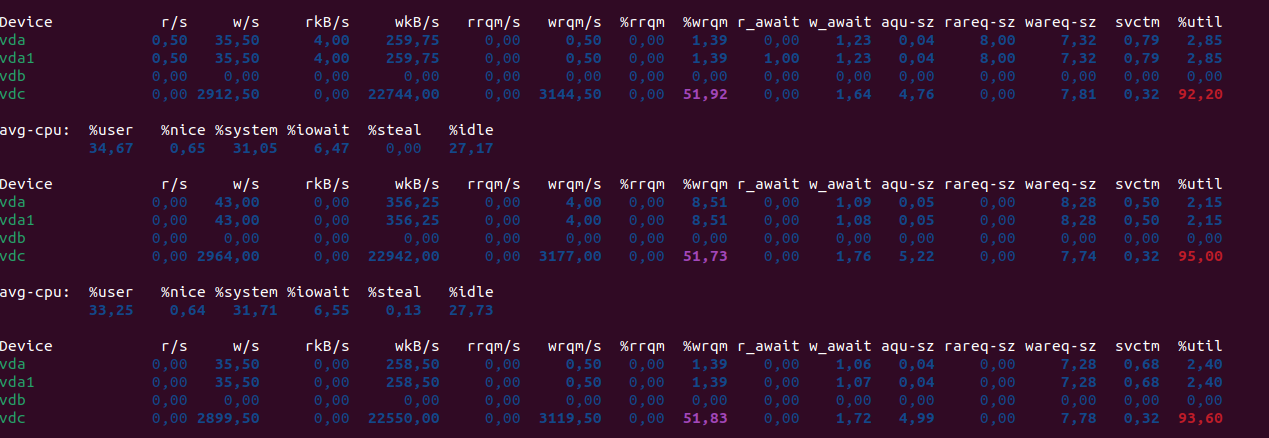 Device r/s w/s rkB/s wkB/s rrqm/s wrqm/s %rrqm %wrqm r_await w_await aqu-sz rareq-sz wareq-sz svctm %util
vda 0,50 35,50 4,00 259,75 0,00 0,50 0,00 1,39 0,00 1,23 0,04 8,00 7,32 0,79 2,85
vda1 0,50 35,50 4,00 259,75 0,00 0,50 0,00 1,39 1,00 1,23 0,04 8,00 7,32 0,79 2,85
vdb 0,00 0,00 0,00 0,00 0,00 0,00 0,00 0,00 0,00 0,00 0,00 0,00 0,00 0,00 0,00
vdc 0,00 2912,50 0,00 22744,00 0,00 3144,50 0,00 51,92 0,00 1,64 4,76 0,00 7,81 0,32 92,20
avg-cpu: %user %nice %system %iowait %steal %idle
34,67 0,65 31,05 6,47 0,00 27,17
Device r/s w/s rkB/s wkB/s rrqm/s wrqm/s %rrqm %wrqm r_await w_await aqu-sz rareq-sz wareq-sz svctm %util
vda 0,00 43,00 0,00 356,25 0,00 4,00 0,00 8,51 0,00 1,09 0,05 0,00 8,28 0,50 2,15
vda1 0,00 43,00 0,00 356,25 0,00 4,00 0,00 8,51 0,00 1,08 0,05 0,00 8,28 0,50 2,15
vdb 0,00 0,00 0,00 0,00 0,00 0,00 0,00 0,00 0,00 0,00 0,00 0,00 0,00 0,00 0,00
vdc 0,00 2964,00 0,00 22942,00 0,00 3177,00 0,00 51,73 0,00 1,76 5,22 0,00 7,74 0,32 95,00
avg-cpu: %user %nice %system %iowait %steal %idle
33,25 0,64 31,71 6,55 0,13 27,73
Device r/s w/s rkB/s wkB/s rrqm/s wrqm/s %rrqm %wrqm r_await w_await aqu-sz rareq-sz wareq-sz svctm %util
vda 0,00 35,50 0,00 258,50 0,00 0,50 0,00 1,39 0,00 1,06 0,04 0,00 7,28 0,68 2,40
vda1 0,00 35,50 0,00 258,50 0,00 0,50 0,00 1,39 0,00 1,07 0,04 0,00 7,28 0,68 2,40
vdb 0,00 0,00 0,00 0,00 0,00 0,00 0,00 0,00 0,00 0,00 0,00 0,00 0,00 0,00 0,00
vdc 0,00 2899,50 0,00 22550,00 0,00 3119,50 0,00 51,83 0,00 1,72 4,99 0,00 7,78 0,32 93,60